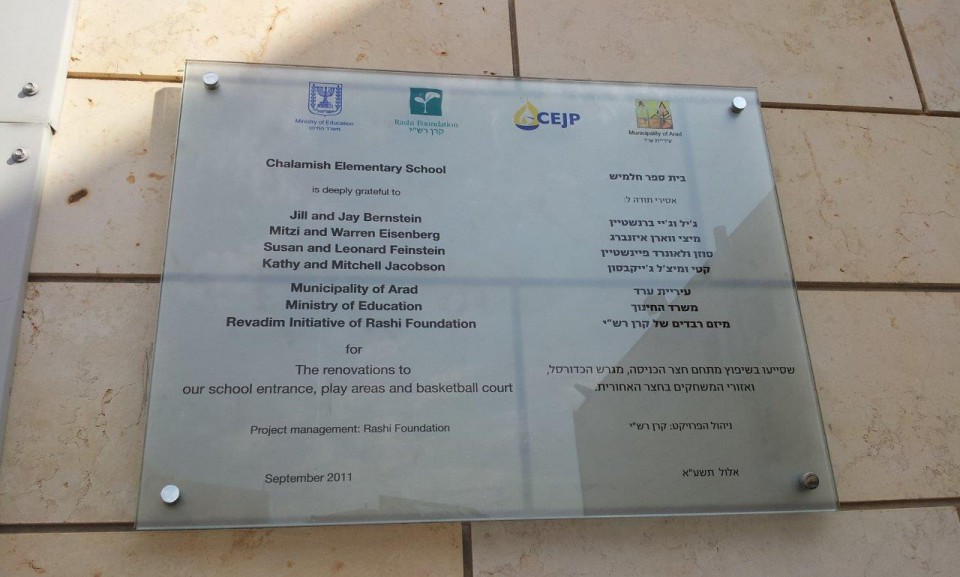 Ministry of Education
משרד החינוך
Rashi Foundation
קרן רש"י
CEJP
Municipality of Arad
עיריית ערד
Chalamish Elementary School
is deeply grateful to
Jill and Jay Bernstein
Mitzi and Warren Eisenberg
Susan and Leonard Feinstein
Kathy and Mitchell Jacobson
Municipality of Arad
Ministry of Education
Revadim Initiative of Rashi Foundation
for
The renovations to
our school entrance, play areas and basketball court
Project management: Rashi Foundation
September 2011
בית ספר חלמיש
אסירי תודה ל:
ג'יל וג'יי ברנשטיין
מיצי ווארן איזנברג
סוזן ולאונרד פיינשטיין
קטי ומיצ'ל ג'ייקבסון
עיריית ערד
משרד החינוך
מיזם רבדים של קרן רש"י
שסייעו בשיפוץ מתחם חצר הכניסה, מגרש הכדורסל,
ואזורי המשחקים בחצר האחורית.
ניהול הפרויקט: קרן רש"י
אלול תשע"א